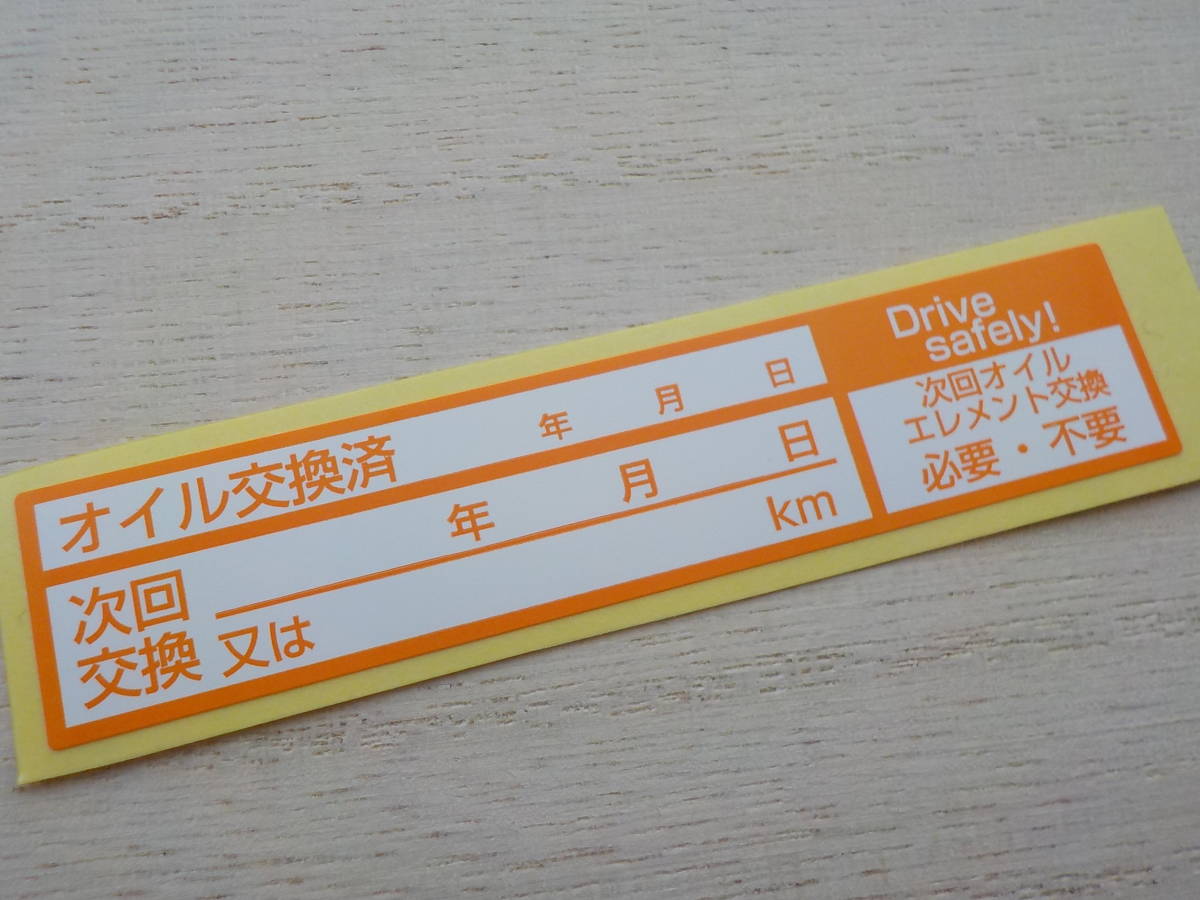 オイル交換済 年 月 日
次回交換 年 月 日
又は km
Drive
safely!
次回オイル
エレメント交換
必要・不要